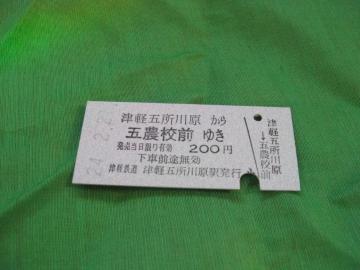 津軽五所川原 から
五農校前 ゆき
発売当日限り有効 200円
下車前途無効
津軽鉄道 津軽五所川原駅発行
津軽五所川原
→五農校前